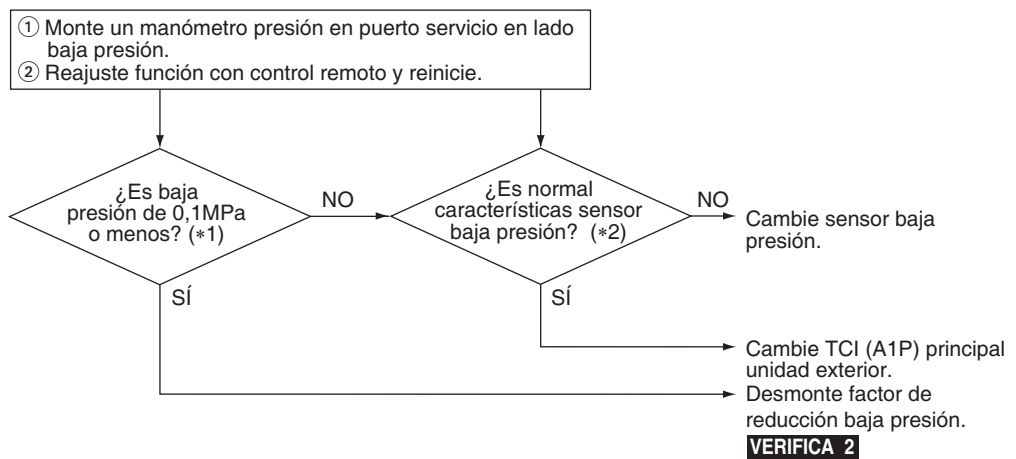 ① Monte un manómetro presión en puerto servicio en lado
baja presión.
② Reajuste función con control remoto y reinicie.
¿Es baja
presión de 0,1MPa
o menos? (*1)
NO
¿Es normal
características sensor
baja presión? (*2)
NO
Cambie sensor baja
presión.
SÍ
SÍ
Cambie TCI (A1P) principal
unidad exterior.
Desmonte factor de
reducción baja presión.
VERIFICA 2